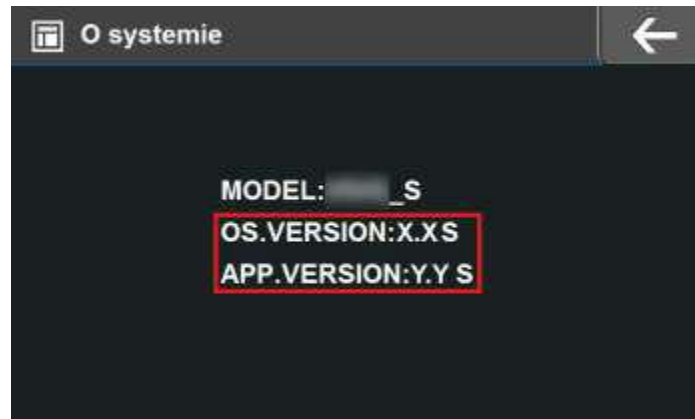 O systemie
MODEL: _S
OS.VERSION:X.X S
APP.VERSION:Y.Y S